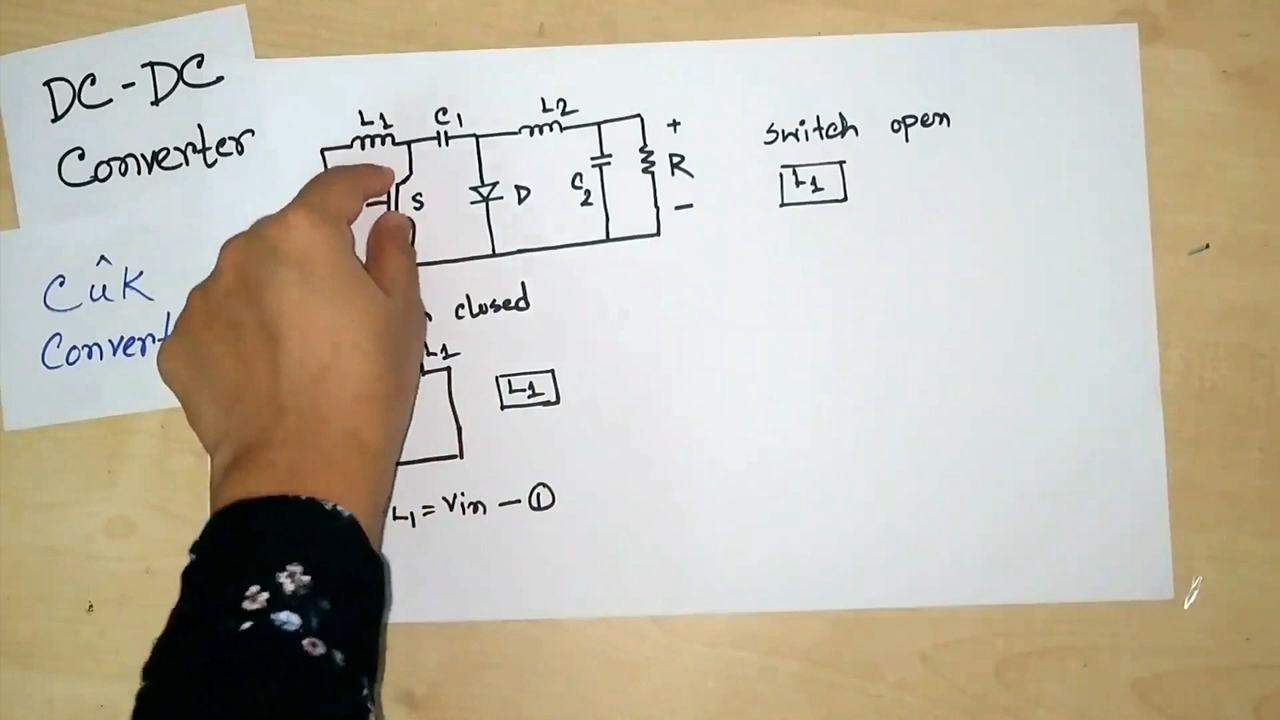 DC-DC
Converter
Cûk
L1
C1
L2
S
D
C2
R
+
−
closed
L1
L1
L1 = Vin — ①
switch open
L1